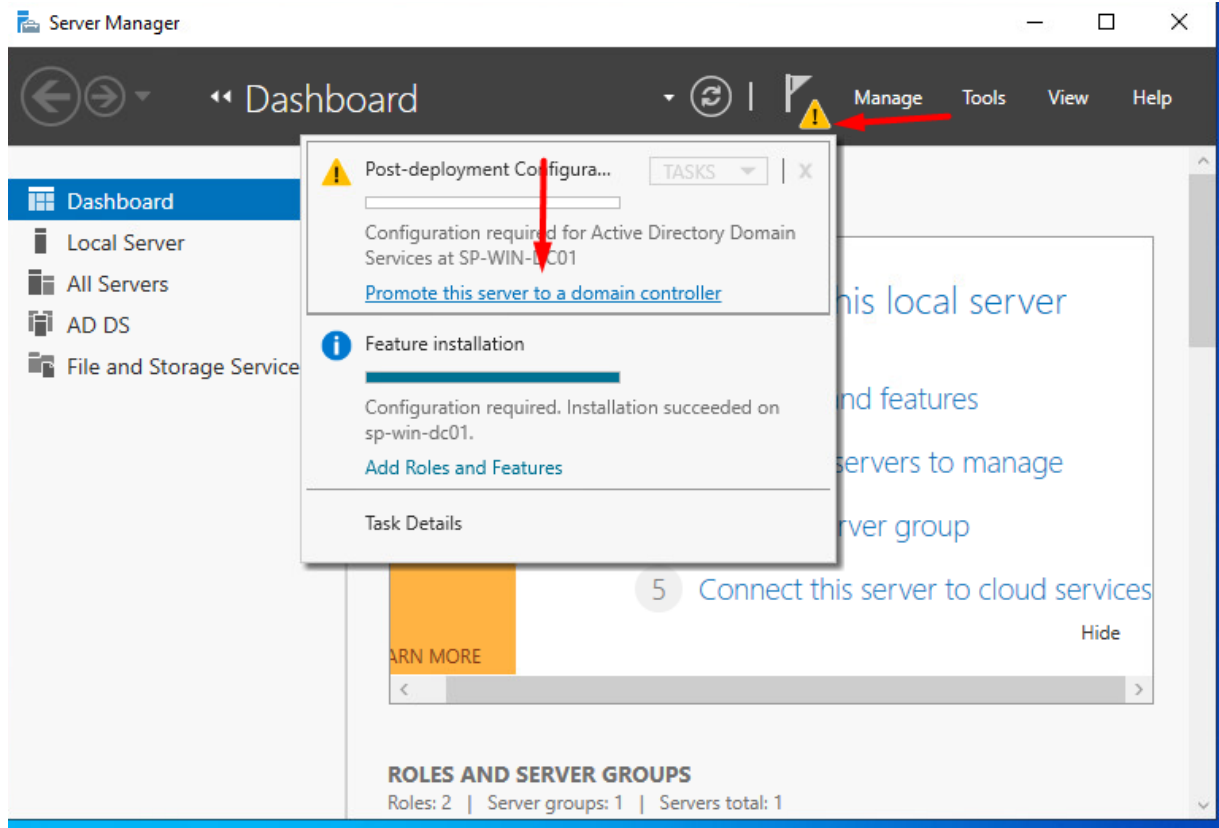 Server Manager
Dashboard
Manage Tools View Help
Post-deployment Configura...
TASKS
X
Configuration required for Active Directory Domain
Services at SP-WIN-DC01
Promote this server to a domain controller
Feature installation
Configuration required. Installation succeeded on
sp-win-dc01.
Add Roles and Features
Task Details
Dashboard
Local Server
All Servers
AD DS
File and Storage Service
his local server
nd features
servers to manage
rver group
5 Connect this server to cloud services
Hide
ARN MORE
ROLES AND SERVER GROUPS
Roles: 2 | Server groups: 1 | Servers total: 1